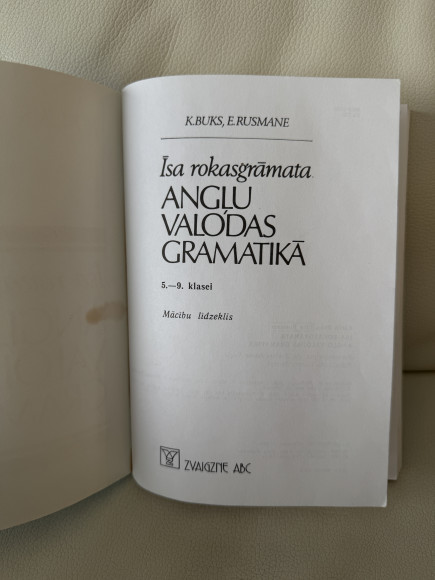 K.BUKS, E.RUSMANE
Īsa rokasgrāmata
ANGĻU
VALODAS
GRAMATIKĀ
5.—9. klasei
Mācību līdzeklis
ZVAIGZNE ABC